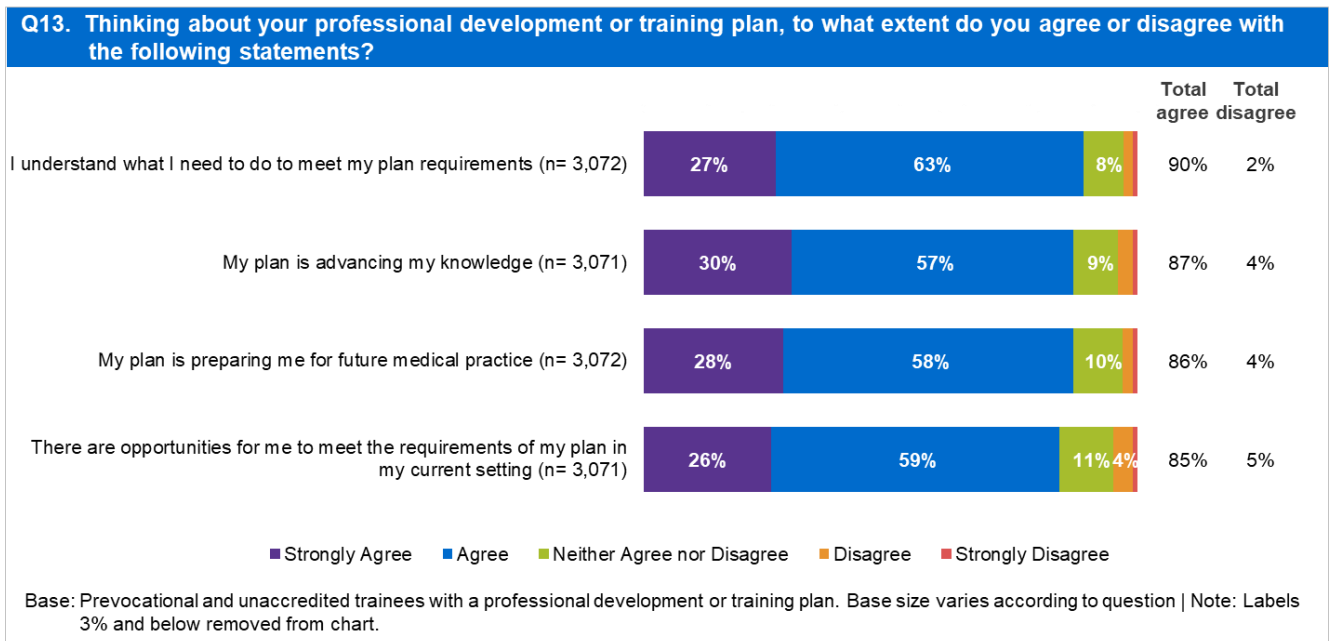 Q13. Thinking about your professional development or training plan, to what extent do you agree or disagree with
the following statements?
Total Total
agree disagree
I understand what I need to do to meet my plan requirements (n= 3,072) 27% 63% 8% 90% 2%
My plan is advancing my knowledge (n= 3,071) 30% 57% 9% 87% 4%
My plan is preparing me for future medical practice (n= 3,072) 28% 58% 10% 86% 4%
There are opportunities for me to meet the requirements of my plan in
my current setting (n= 3,071) 26% 59% 11% 4% 85% 5%
Strongly Agree Agree Neither Agree nor Disagree Disagree Strongly Disagree
Base: Prevocational and unaccredited trainees with a professional development or training plan. Base size varies according to question | Note: Labels
3% and below removed from chart.